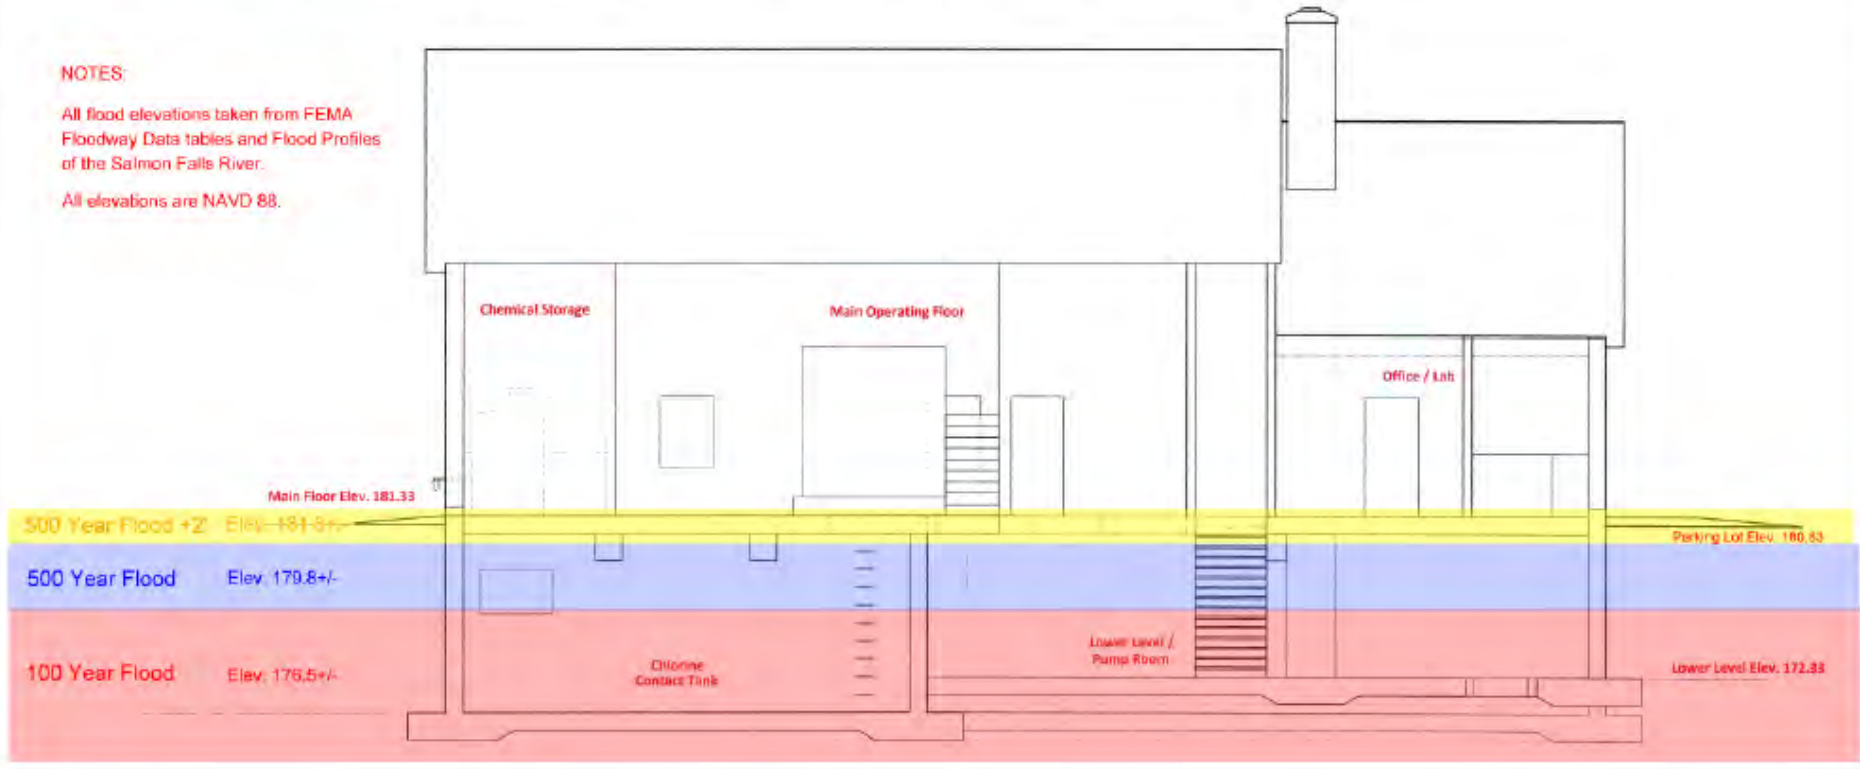 NOTES:
All flood elevations taken from FEMA
Floodway Data tables and Flood Profiles
of the Salmon Falls River.
All elevations are NAVD 88.
Chemical Storage
Main Operating Floor
Office / Lab
Main Floor Elev. 181.33
500 Year Flood +2' Elev.
Parking Lot Elev. 180.83
500 Year Flood Elev. 179.8+/-
Lower Level /
Pump Room
100 Year Flood Elev. 176.5+/-
Chlorine
Contact Tank
Lower Level Elev. 172.83